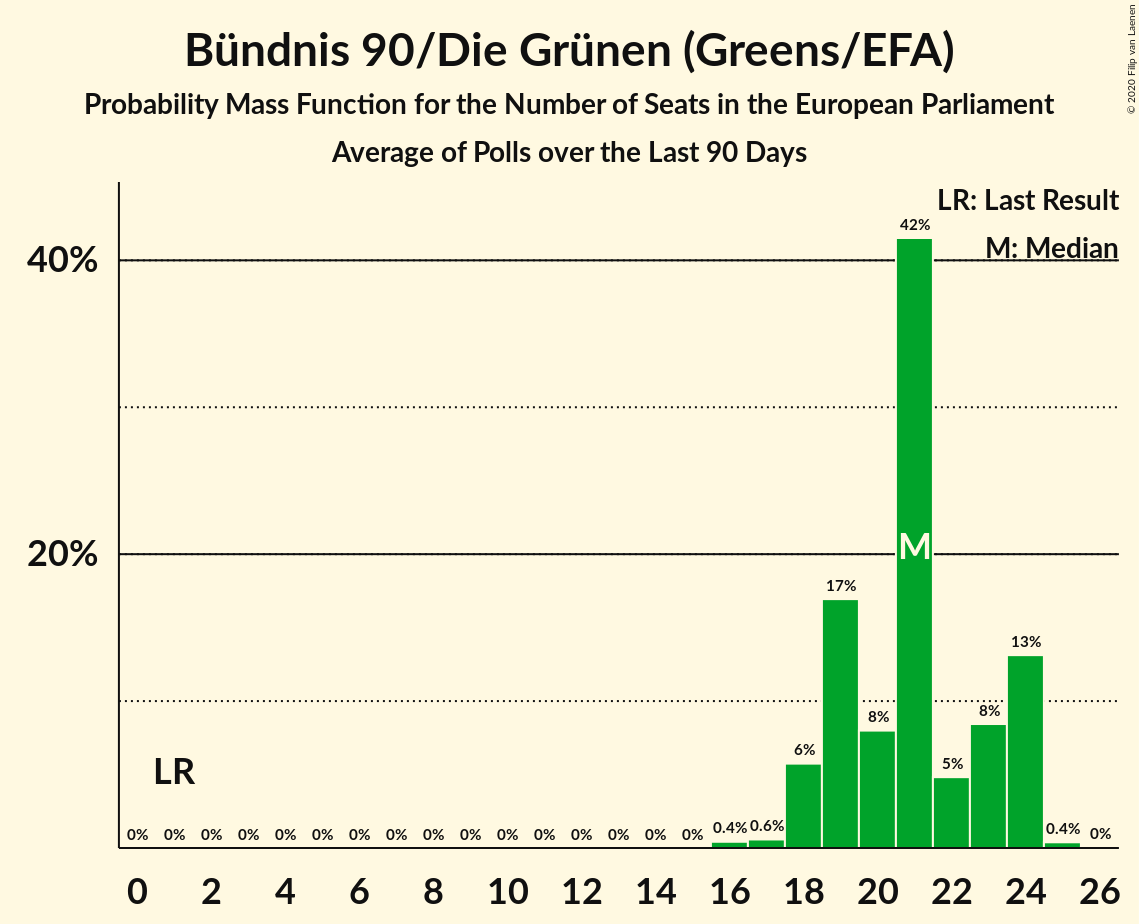 Bündnis 90/Die Grünen (Greens/EFA)
Probability Mass Function for the Number of Seats in the European Parliament
Average of Polls over the Last 90 Days
© 2020 Filip van Laenen
LR: Last Result
M: Median
40%
20%
42%
M
17%
13%
8%
8%
6%
5%
LR
0% 0% 0% 0% 0% 0% 0% 0% 0% 0% 0% 0% 0% 0% 0% 0% 0.4% 0.6% 0.4% 0%
0 2 4 6 8 10 12 14 16 18 20 22 24 26